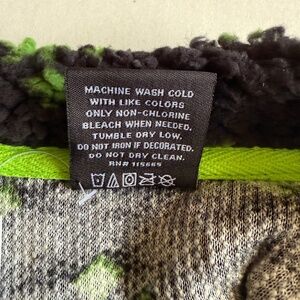 MACHINE WASH COLD
WITH LIKE COLORS
ONLY NON-CHLORINE
BLEACH WHEN NEEDED.
TUMBLE DRY LOW.
DO NOT IRON IF DECORATED.
DO NOT DRY CLEAN.
RN# 115665